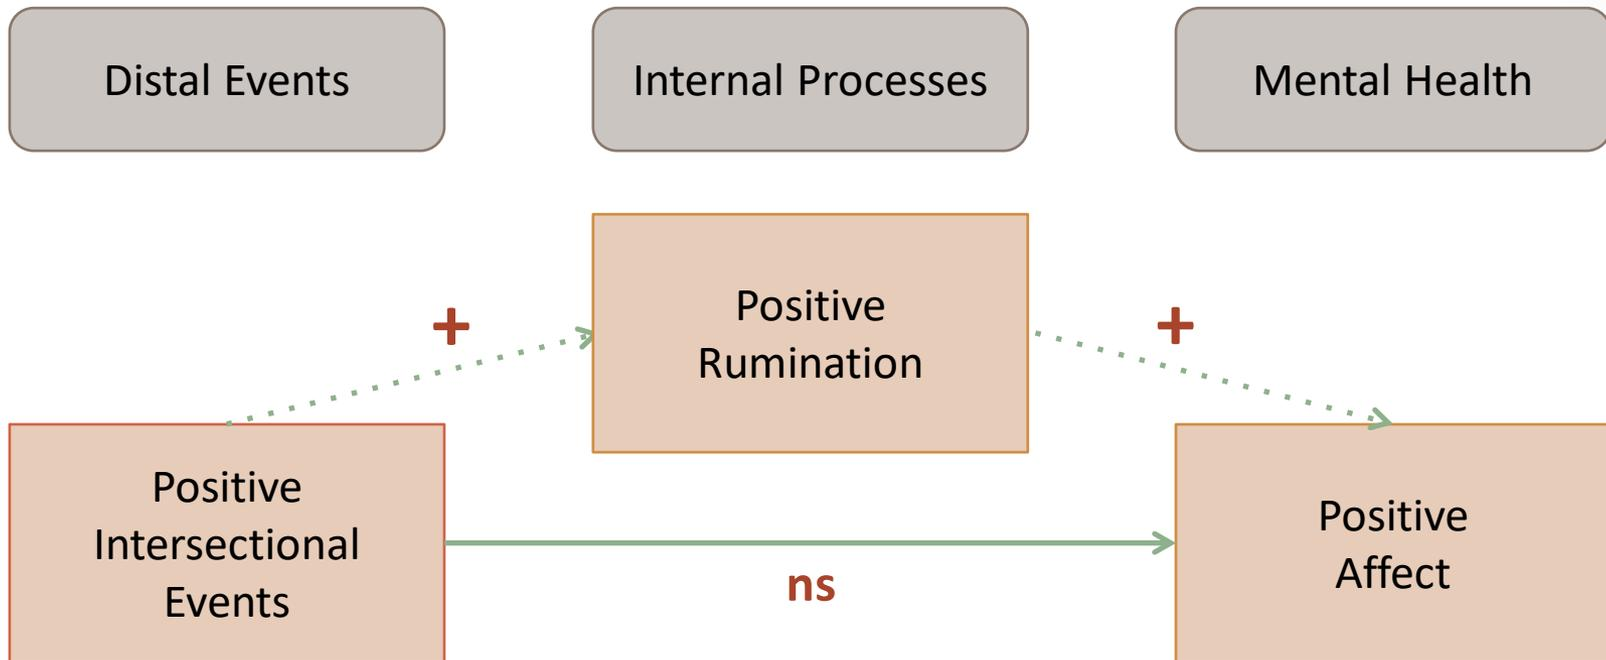 Distal Events
Internal Processes
Mental Health
Positive
Rumination
+
+
Positive
Intersectional
Events
ns
Positive
Affect